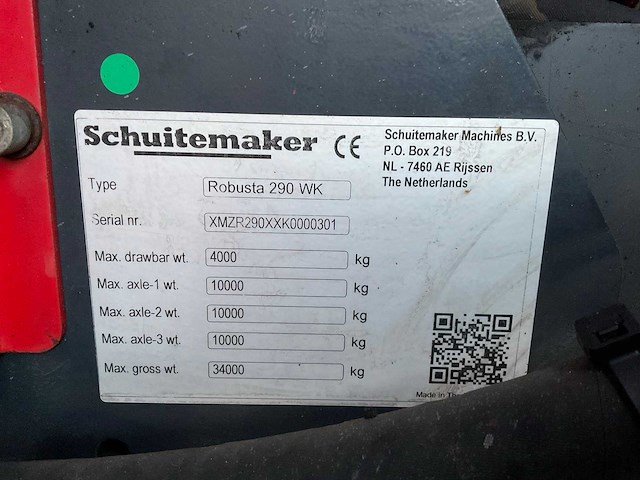 Schuitemaker CE
Schuitemaker Machines B.V.
P.O. Box 219
NL - 7460 AE Rijssen
The Netherlands
Type Robusta 290 WK
Serial nr. XMZR290XXK0000301
Max. drawbar wt. 4000 kg
Max. axle-1 wt. 10000 kg
Max. axle-2 wt. 10000 kg
Max. axle-3 wt. 10000 kg
Max. gross wt. 34000 kg
Made in